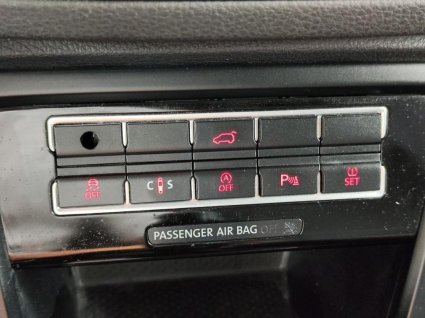 OFF
C S
A
OFF
P
SET
PASSENGER AIR BAG OFF